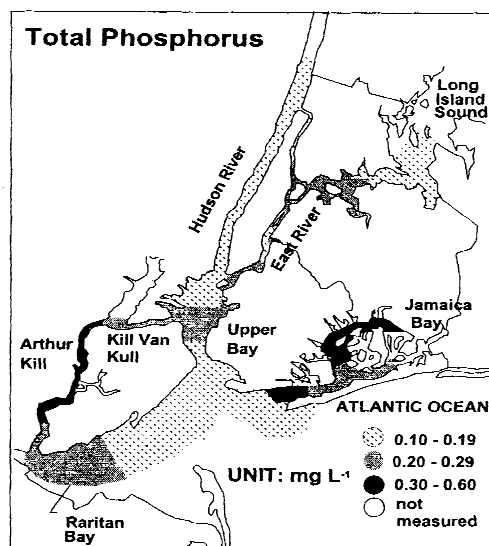 Total Phosphorus
Long
Island
Sound
Hudson River
East River
Jamaica
Bay
Upper
Bay
Kill Van
Kull
Arthur
Kill
ATLANTIC OCEAN
0.10 - 0.19
0.20 - 0.29
0.30 - 0.60
not
measured
UNIT: mg L-1
Raritan
Bay